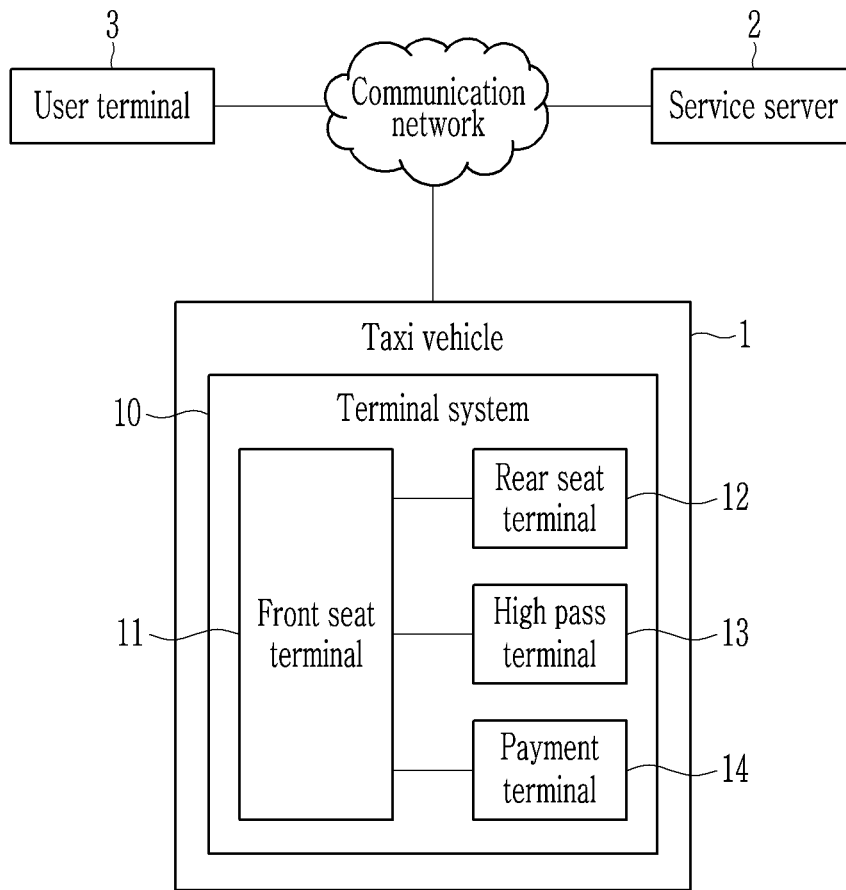 3
2
User terminal
Communication
network
Service server
Taxi vehicle
1
10
Terminal system
Rear seat
terminal
12
11
Front seat
terminal
High pass
terminal
13
Payment
terminal
14